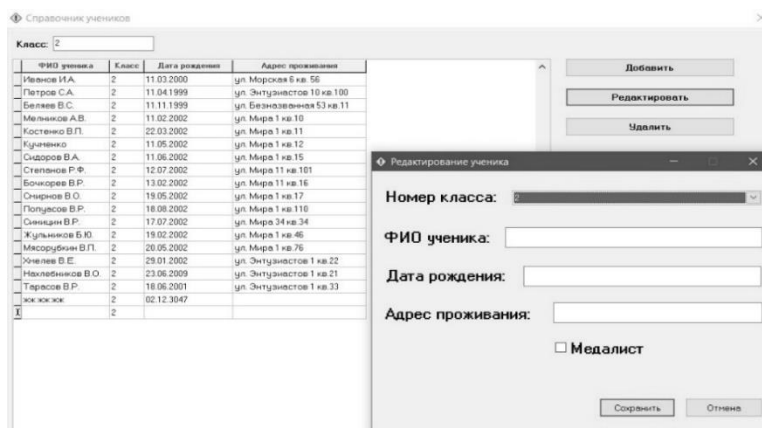 Справочник учеников
Класс: 2
ФИО ученика Класс Дата рождения Адрес проживания
Иванов И.А. 2 11.03.2000 ул. Морская 6 кв. 56
Петров С.А. 2 11.04.1999 ул. Энтузиастов 10 кв.100
Беляев В.С. 2 11.11.1999 ул. Безназванная 53 кв.11
Мельников А.В. 2 11.02.2002 ул. Мира 1 кв.10
Костенко В.П. 2 22.03.2002 ул. Мира 1 кв.11
Кучменко 2 11.05.2002 ул. Мира 1 кв.12
Сидоров В.А. 2 11.06.2002 ул. Мира 1 кв.15
Степанов Р.Ф. 2 12.07.2002 ул. Мира 11 кв.101
Бочкорев В.Р. 2 13.02.2002 ул. Мира 11 кв.16
Смирнов В.О. 2 19.05.2002 ул. Мира 1 кв.17
Полуасов В.Р. 2 18.08.2002 ул. Мира 1 кв.110
Синицин В.Р. 2 17.07.2002 ул. Мира 34 кв.34
Жульников Б.Ю. 2 19.02.2002 ул. Мира 1 кв.46
Мясорубкин В.П. 2 20.05.2002 ул. Мира 1 кв.76
Хмелев В.Е. 2 29.01.2002 ул. Энтузиастов 1 кв.22
Нахлебников В.О. 2 23.06.2009 ул. Энтузиастов 1 кв.21
Тарасов В.Р. 2 18.06.2001 ул. Энтузиастов 1 кв.33
жк жк жк 2 02.12.3047
2
Добавить
Редактировать
Удалить
Редактирование ученика
Номер класса: 2
ФИО ученика:
Дата рождения:
Адрес проживания:
Медалист
Сохранить Отмена